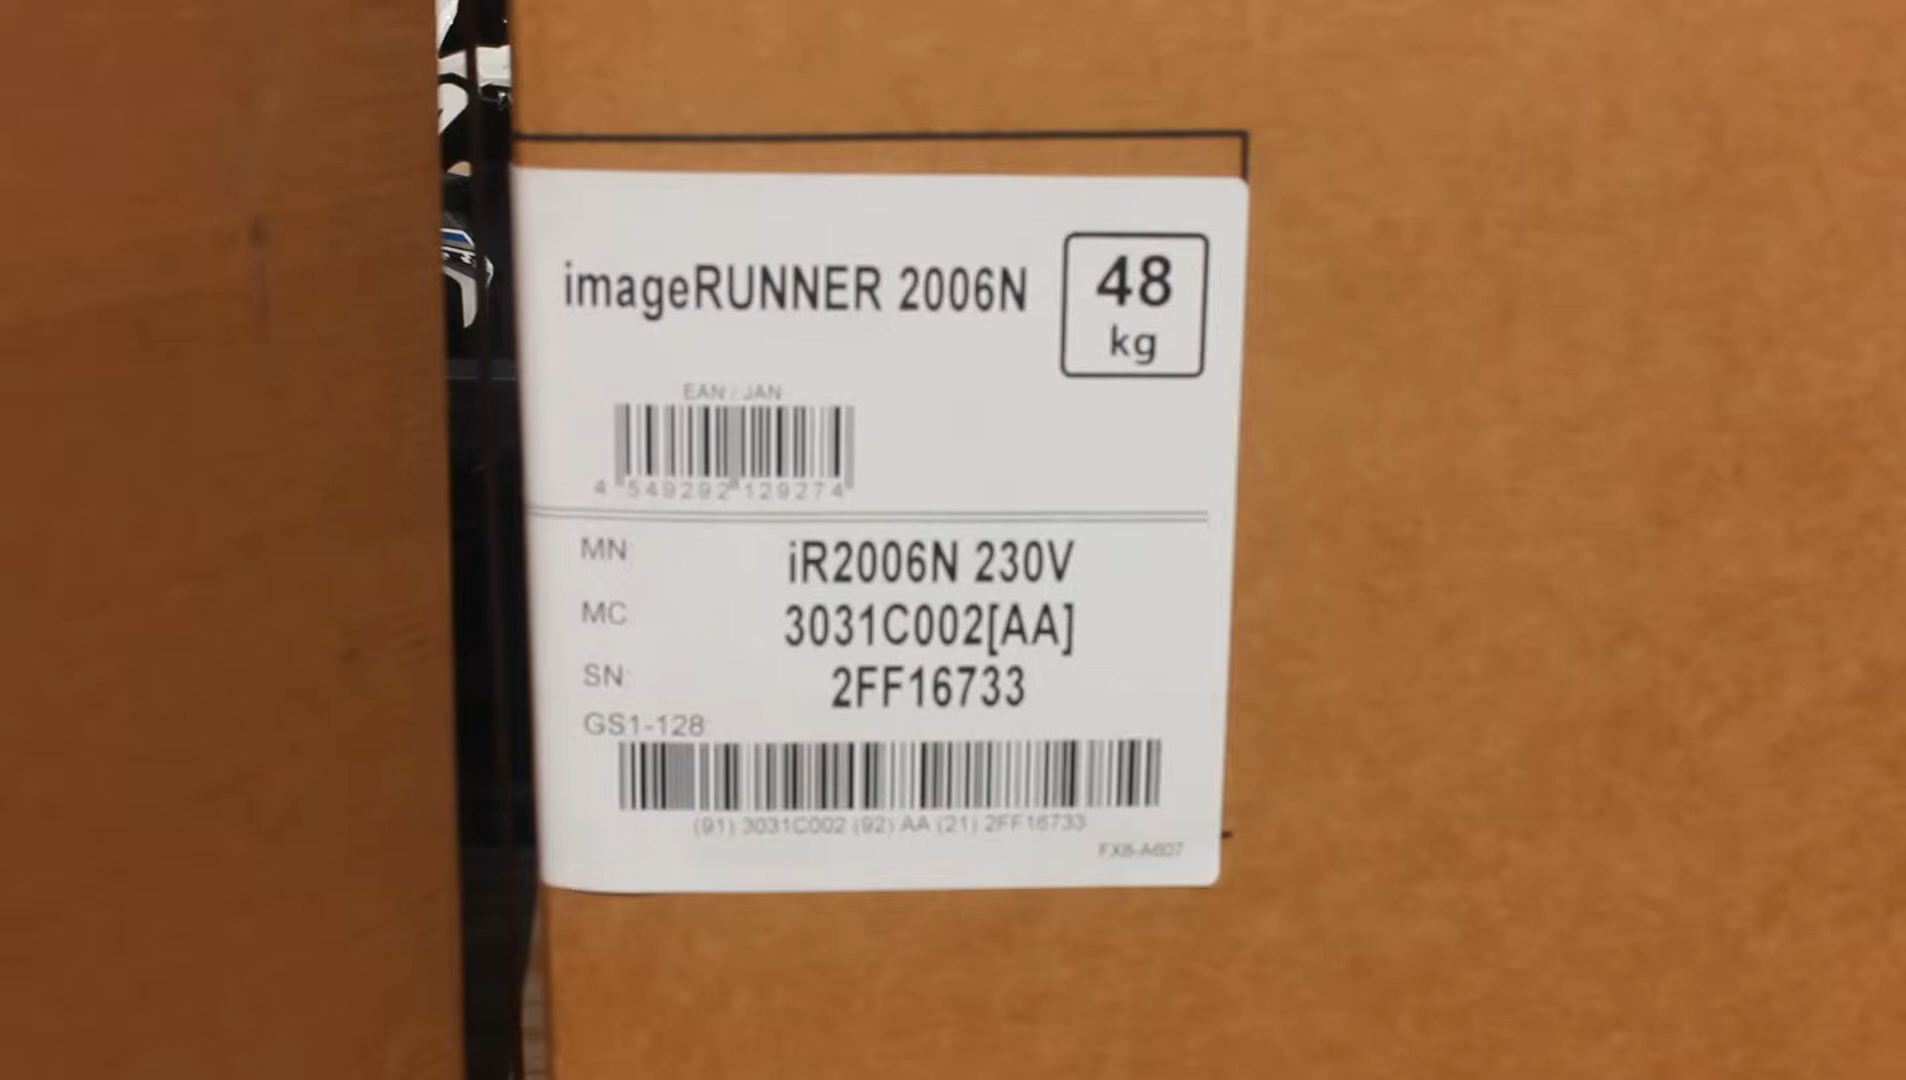 imageRUNNER 2006N
48
kg
EAN / JAN
4 549292 129274
MN: iR2006N 230V
MC 3031C002[AA]
SN: 2FF16733
GS1-128:
(91) 3031C002 (92) AA (21) 2FF16733
FX6-A607